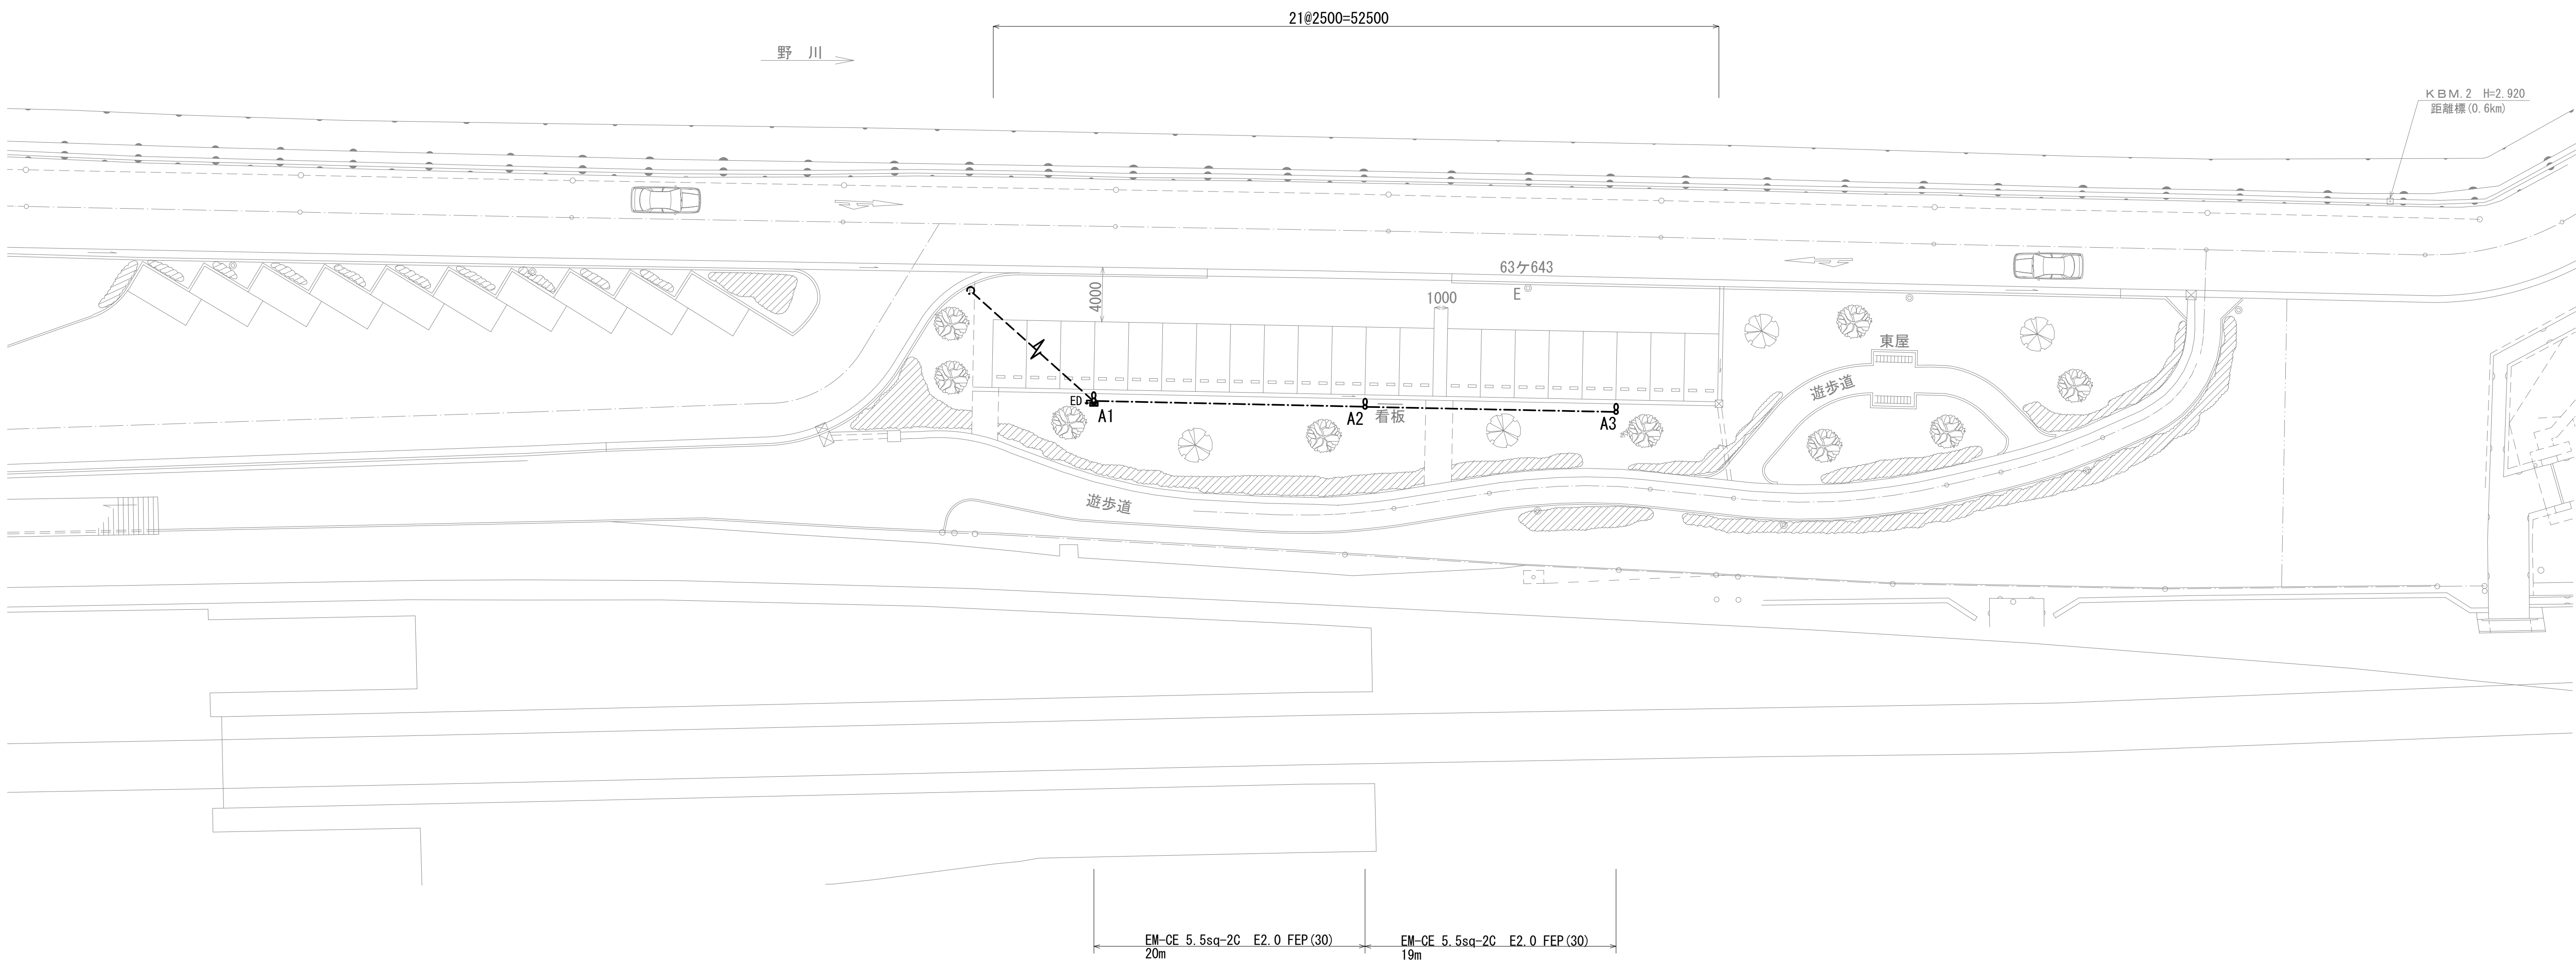 21@2500=52500
野　川
KBM.2　H=2.920
距離標(0.6km)
63ケ643
E
4000
1000
東屋
遊歩道
ED
A1
A2
看板
A3
遊歩道
EM-CE 5.5sq-2C　E2.0 FEP(30)
20m
EM-CE 5.5sq-2C　E2.0 FEP(30)
19m